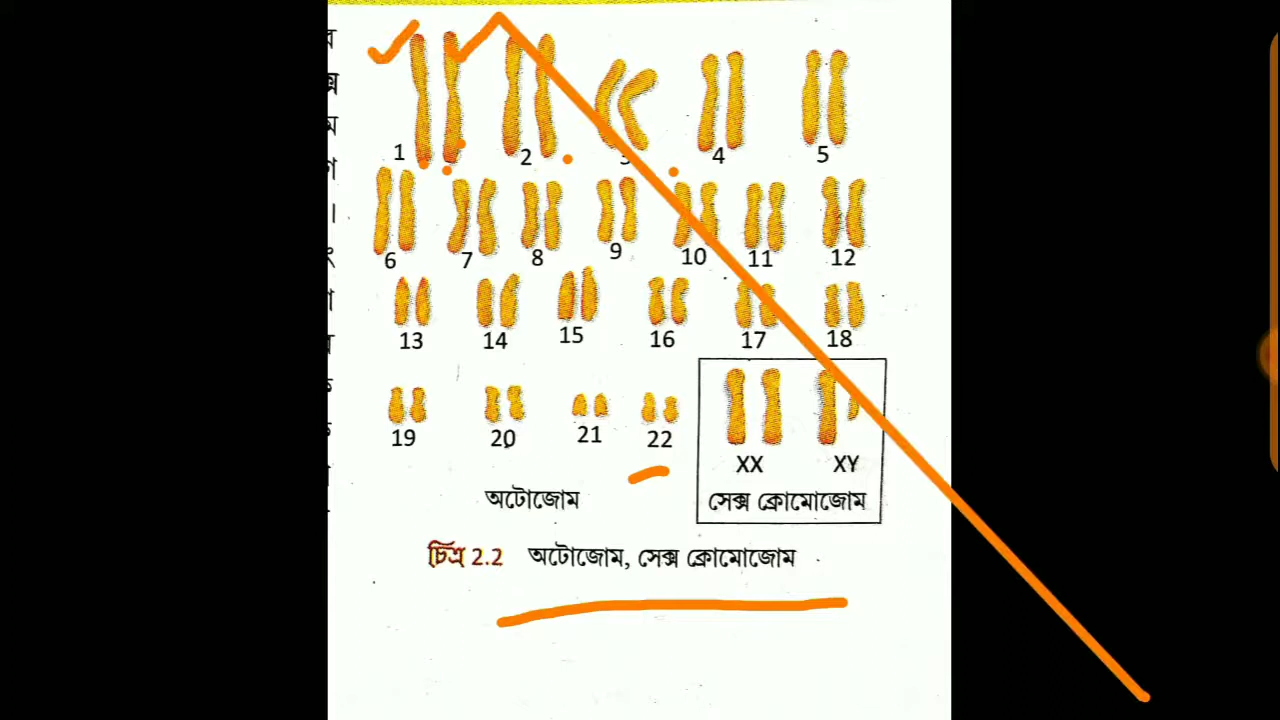 1 2 3 4 5
6 7 8 9 10 11 12
13 14 15 16 17 18
19 20 21 22
XX XY
অটোজোম
সেক্স ক্রোমোজোম
চিত্র 2.2 অটোজোম, সেক্স ক্রোমোজোম